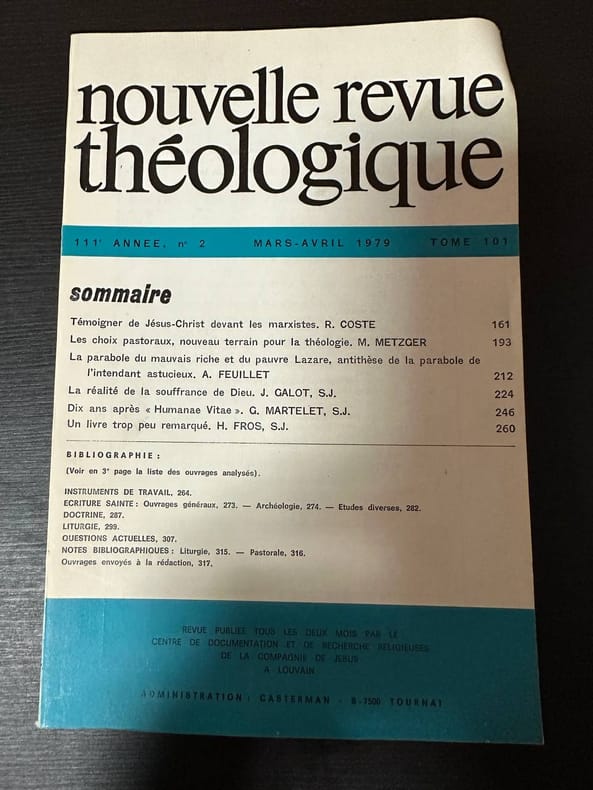 nouvelle revue
théologique
111e ANNEE, n° 2 MARS-AVRIL 1979 TOME 101
sommaire
Témoigner de Jésus-Christ devant les marxistes. R. COSTE 161
Les choix pastoraux, nouveau terrain pour la théologie. M. METZGER 193
La parabole du mauvais riche et du pauvre Lazare, antithèse de la parabole de
l'intendant astucieux. A. FEUILLET 212
La réalité de la souffrance de Dieu. J. GALOT, S.J. 224
Dix ans après « Humanae Vitae ». G. MARTELET, S.J. 246
Un livre trop peu remarqué. H. FROS, S.J. 260
BIBLIOGRAPHIE :
(Voir en 3e page la liste des ouvrages analysés).
INSTRUMENTS DE TRAVAIL, 264.
ECRITURE SAINTE : Ouvrages généraux, 273. — Archéologie, 274. — Etudes diverses, 282.
DOCTRINE, 287.
LITURGIE, 299.
QUESTIONS ACTUELLES, 307.
NOTES BIBLIOGRAPHIQUES : Liturgie, 315. — Pastorale, 316.
Ouvrages envoyés à la rédaction, 317.
REVUE PUBLIEE TOUS LES DEUX MOIS PAR LE
CENTRE DE DOCUMENTATION ET DE RECHERCHE RELIGIEUSES
DE LA COMPAGNIE DE JESUS
A LOUVAIN
ADMINISTRATION : CASTERMAN - B-7500 TOURNAI